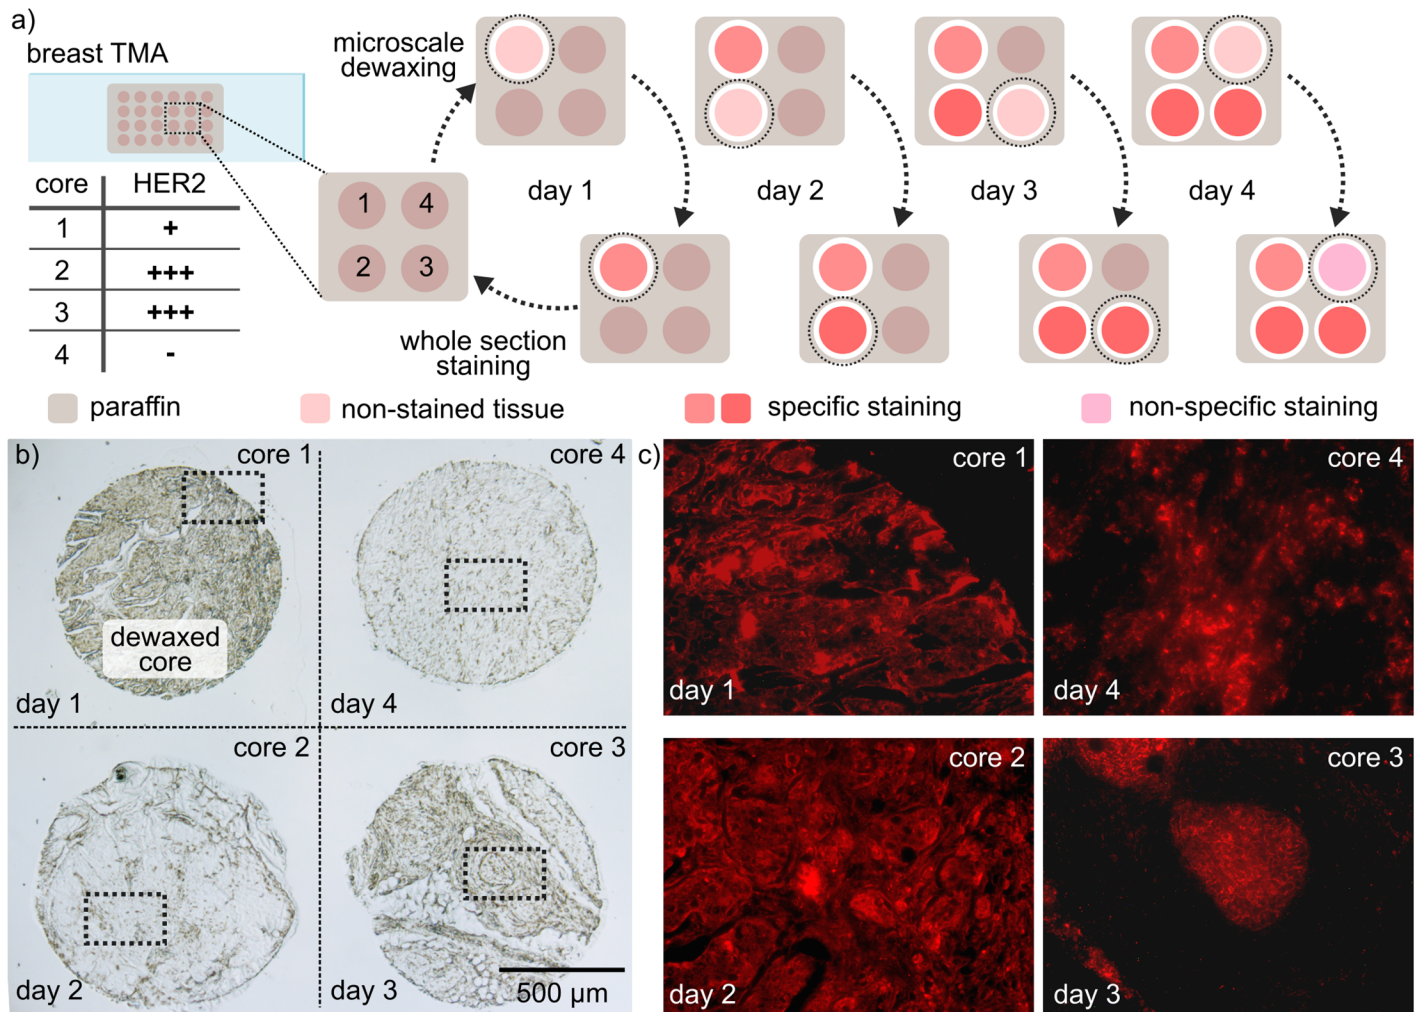 a)
breast TMA
core HER2
1 +
2 +++
3 +++
4 -
microscale
dewaxing
1 4
2 3
whole section
staining
day 1
day 2
day 3
day 4
paraffin
non-stained tissue
specific staining
non-specific staining
b)
core 1
dewaxed
core
day 1
core 4
day 4
core 2
day 2
core 3
day 3
500 µm
c)
core 1
day 1
core 4
day 4
core 2
day 2
core 3
day 3